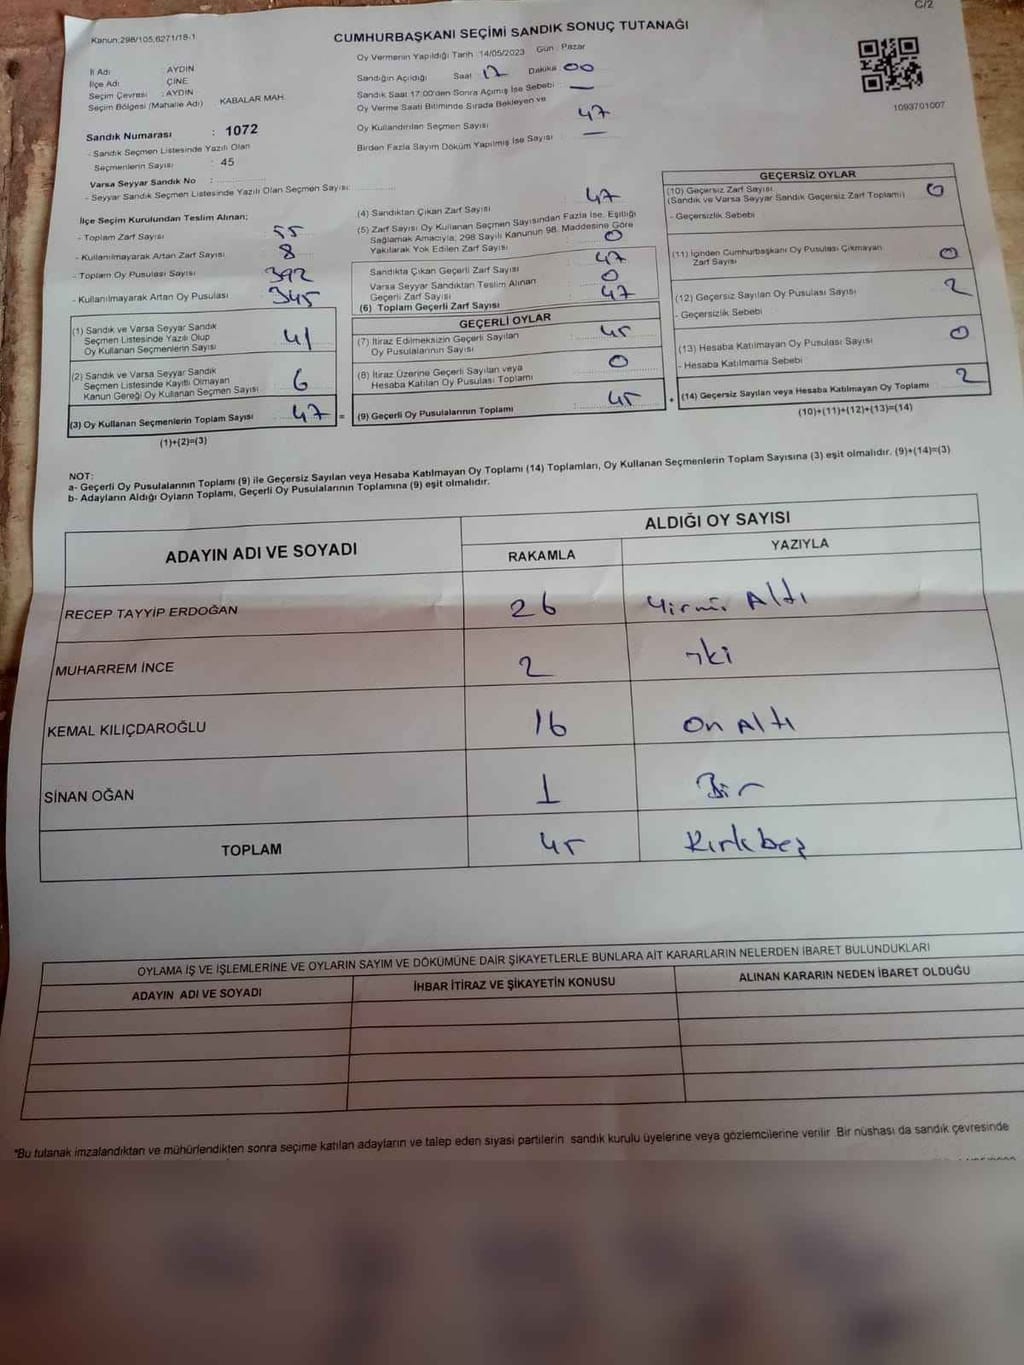 C/2
Kanun,298/105,6271/18-1
CUMHURBAŞKANI SEÇİMİ SANDIK SONUÇ TUTANAĞI
Oy Vermenin Yapıldığı Tarih : 14/05/2023 Gün : Pazar
İl Adı : AYDIN
İlçe Adı : ÇİNE
Seçim Çevresi : AYDIN
Seçim Bölgesi (Mahalle Adı) KABALAR MAH.
Sandığın Açıldığı Saat 17 Dakika 00
Sandık Saat 17:00'den Sonra Açımış İse Sebebi —
Oy Verme Saati Bitiminde Sırada Bekleyen ve
Oy Kullandırılan Seçmen Sayısı 47
Birden Fazla Sayım Döküm Yapılmış İse Sayısı —
1093701007
Sandık Numarası : 1072
- Sandık Seçmen Listesinde Yazılı Olan
Seçmenlerin Sayısı : 45
Varsa Seyyar Sandık No :
- Seyyar Sandık Seçmen Listesinde Yazılı Olan Seçmen Sayısı:
İlçe Seçim Kurulundan Teslim Alınan;
- Toplam Zarf Sayısı 55
- Kullanılmayarak Artan Zarf Sayısı 8
- Toplam Oy Pusulası Sayısı 392
- Kullanılmayarak Artan Oy Pusulası 345
(1) Sandık ve Varsa Seyyar Sandık
Seçmen Listesinde Yazılı Olup
Oy Kullanan Seçmenlerin Sayısı 41
(2) Sandık ve Varsa Seyyar Sandık
Seçmen Listesinde Kayıtlı Olmayan
Kanun Gereği Oy Kullanan Seçmen Sayısı 6
(3) Oy Kullanan Seçmenlerin Toplam Sayısı 47 =
(1)+(2)=(3)
(4) Sandıktan Çıkan Zarf Sayısı 47
(5) Zarf Sayısı Oy Kullanan Seçmen Sayısından Fazla İse, Eşitliği
Sağlamak Amacıyla, 298 Sayılı Kanunun 98. Maddesine Göre
Yakılarak Yok Edilen Zarf Sayısı 0
Sandıkta Çıkan Geçerli Zarf Sayısı 47
Varsa Seyyar Sandıktan Teslim Alınan
Geçerli Zarf Sayısı 0
(6) Toplam Geçerli Zarf Sayısı 47
GEÇERLİ OYLAR
(7) İtiraz Edilmeksizin Geçerli Sayılan
Oy Pusulalarının Sayısı 45
(8) İtiraz Üzerine Geçerli Sayılan veya
Hesaba Katılan Oy Pusulası Toplamı 0
(9) Geçerli Oy Pusulalarının Toplamı 45 +
GEÇERSİZ OYLAR
(10) Geçersiz Zarf Sayısı
(Sandık ve Varsa Seyyar Sandık Geçersiz Zarf Toplamı) 0
- Geçersizlik Sebebi
(11) İçinden Cumhurbaşkanı Oy Pusulası Çıkmayan
Zarf Sayısı 0
(12) Geçersiz Sayılan Oy Pusulası Sayısı 2
- Geçersizlik Sebebi
(13) Hesaba Katılmayan Oy Pusulası Sayısı 0
- Hesaba Katılmama Sebebi
(14) Geçersiz Sayılan veya Hesaba Katılmayan Oy Toplamı 2
(10)+(11)+(12)+(13)=(14)
NOT:
a- Geçerli Oy Pusulalarının Toplamı (9) ile Geçersiz Sayılan veya Hesaba Katılmayan Oy Toplamı (14) Toplamları, Oy Kullanan Seçmenlerin Toplam Sayısına (3) eşit olmalıdır. (9)+(14)=(3)
b- Adayların Aldığı Oyların Toplamı, Geçerli Oy Pusulalarının Toplamına (9) eşit olmalıdır.
ADAYIN ADI VE SOYADI ALDIĞI OY SAYISI
RAKAMLA YAZIYLA
RECEP TAYYİP ERDOĞAN 26 Yirmi Altı
MUHARREM İNCE 2 iki
KEMAL KILIÇDAROĞLU 16 On Altı
SİNAN OĞAN 1 Bir
TOPLAM 45 Kırkbeş
OYLAMA İŞ VE İŞLEMLERİNE VE OYLARIN SAYIM VE DÖKÜMÜNE DAİR ŞİKAYETLERLE BUNLARA AİT KARARLARIN NELERDEN İBARET BULUNDUKLARI
ADAYIN ADI VE SOYADI İHBAR İTİRAZ VE ŞİKAYETİN KONUSU ALINAN KARARIN NEDEN İBARET OLDUĞU
*Bu tutanak imzalandıktan ve mühürlendikten sonra seçime katılan adayların ve talep eden siyasi partilerin sandık kurulu üyelerine veya gözlemcilerine verilir. Bir nüshası da sandık çevresinde